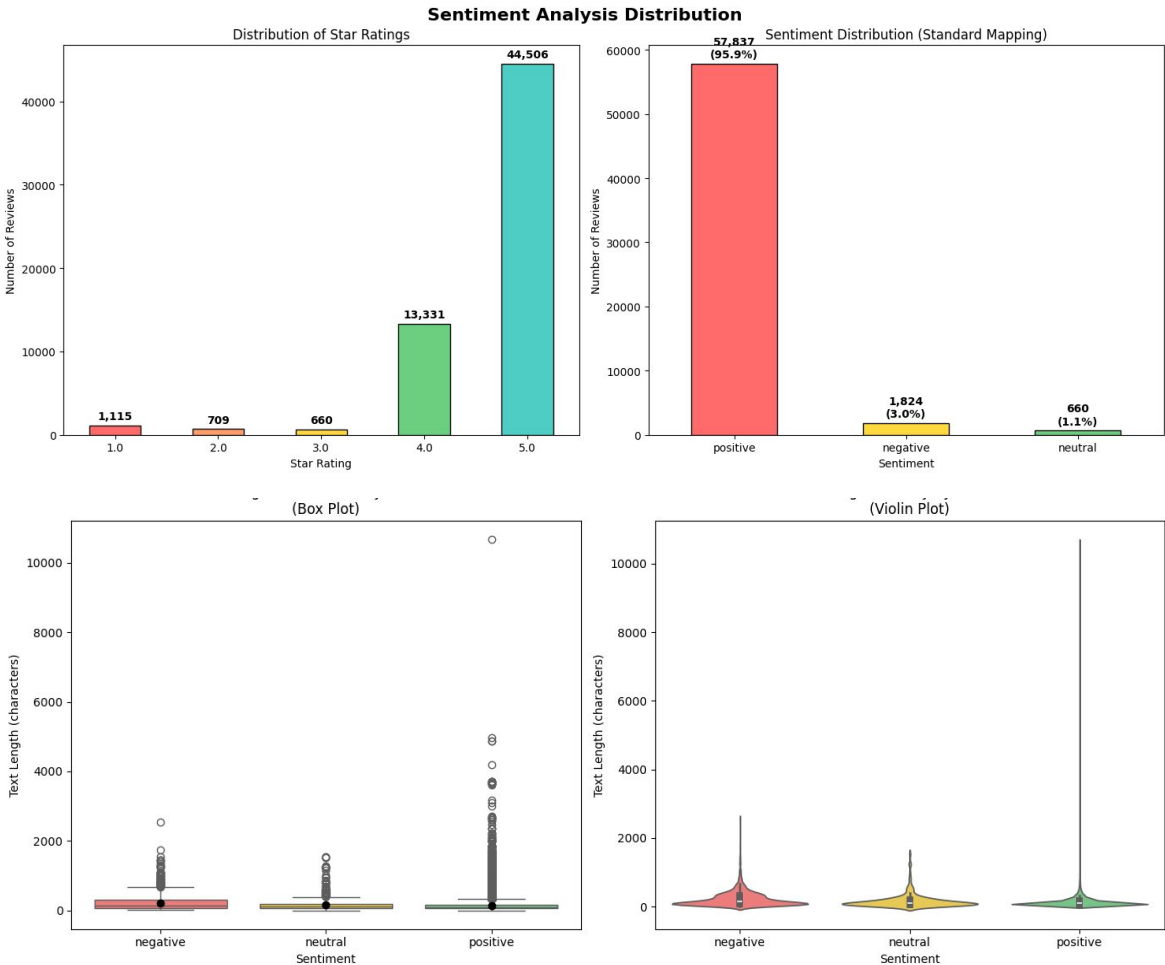 Sentiment Analysis Distribution
Distribution of Star Ratings
Number of Reviews
40000
30000
20000
10000
0
1,115
709
660
13,331
44,506
1.0
2.0
3.0
4.0
5.0
Star Rating
Sentiment Distribution (Standard Mapping)
Number of Reviews
60000
50000
40000
30000
20000
10000
0
57,837
(95.9%)
1,824
(3.0%)
660
(1.1%)
positive
negative
neutral
Sentiment
(Box Plot)
Text Length (characters)
10000
8000
6000
4000
2000
0
negative
neutral
positive
Sentiment
(Violin Plot)
Text Length (characters)
10000
8000
6000
4000
2000
0
negative
neutral
positive
Sentiment